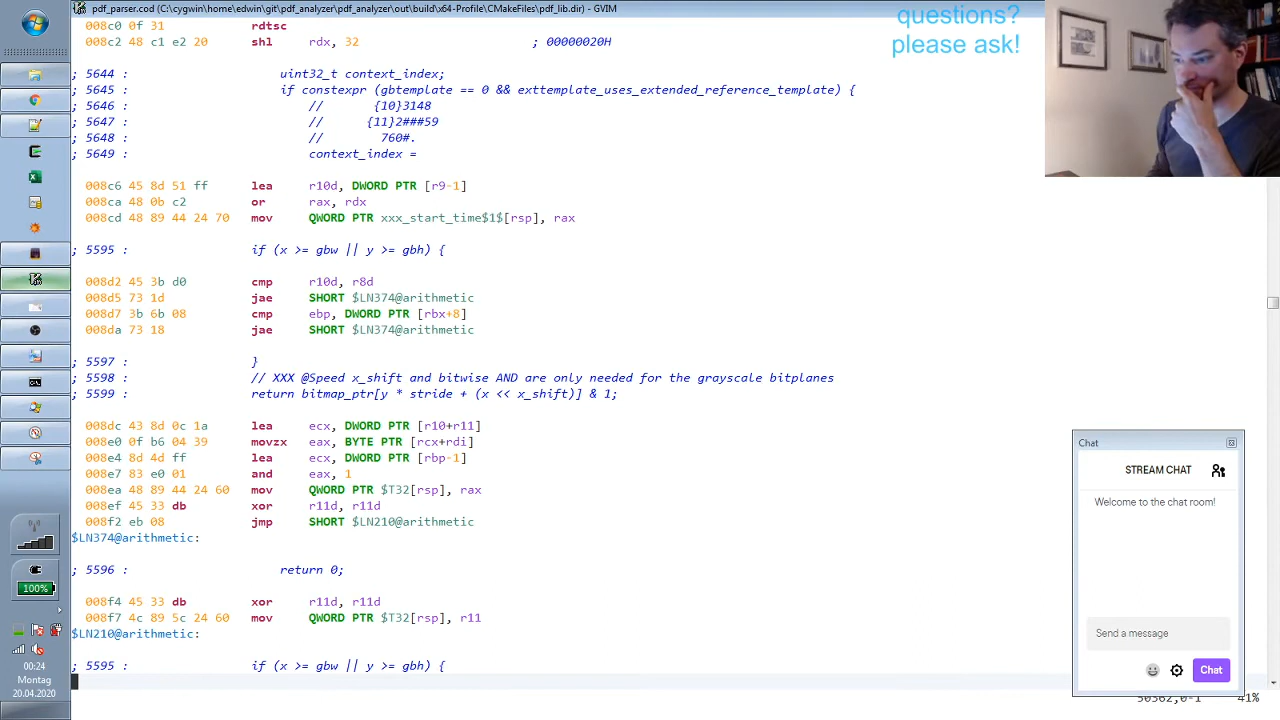 pdf_parser.cod (C:\cygwin\home\edwin\git\pdf_analyzer\pdf_analyzer\out\build\x64-Profile\CMakeFiles\pdf_lib.dir) - GVIM
questions?
please ask!
008c0 0f 31 rdtsc
008c2 48 c1 e2 20 shl rdx, 32 ; 00000020H
; 5644 : uint32_t context_index;
; 5645 : if constexpr (gbtemplate == 0 && exttemplate_uses_extended_reference_template) {
; 5646 : // {10}3148
; 5647 : // {11}2###59
; 5648 : // 760#.
; 5649 : context_index =
008c6 45 8d 51 ff lea r10d, DWORD PTR [r9-1]
008ca 48 0b c2 or rax, rdx
008cd 48 89 44 24 70 mov QWORD PTR xxx_start_time$1$[rsp], rax
; 5595 : if (x >= gbw || y >= gbh) {
008d2 45 3b d0 cmp r10d, r8d
008d5 73 1d jae SHORT $LN374@arithmetic
008d7 3b 6b 08 cmp ebp, DWORD PTR [rbx+8]
008da 73 18 jae SHORT $LN374@arithmetic
; 5597 : }
; 5598 : // XXX @Speed x_shift and bitwise AND are only needed for the grayscale bitplanes
; 5599 : return bitmap_ptr[y * stride + (x << x_shift)] & 1;
008dc 43 8d 0c 1a lea ecx, DWORD PTR [r10+r11]
008e0 0f b6 04 39 movzx eax, BYTE PTR [rcx+rdi]
008e4 8d 4d ff lea ecx, DWORD PTR [rbp-1]
008e7 83 e0 01 and eax, 1
008ea 48 89 44 24 60 mov QWORD PTR $T32[rsp], rax
008ef 45 33 db xor r11d, r11d
008f2 eb 08 jmp SHORT $LN210@arithmetic
$LN374@arithmetic:
; 5596 : return 0;
008f4 45 33 db xor r11d, r11d
008f7 4c 89 5c 24 60 mov QWORD PTR $T32[rsp], r11
$LN210@arithmetic:
; 5595 : if (x >= gbw || y >= gbh) {
50362,0-1 41%
Chat
STREAM CHAT
Welcome to the chat room!
Send a message
Chat
100%
00:24
Montag
20.04.2020